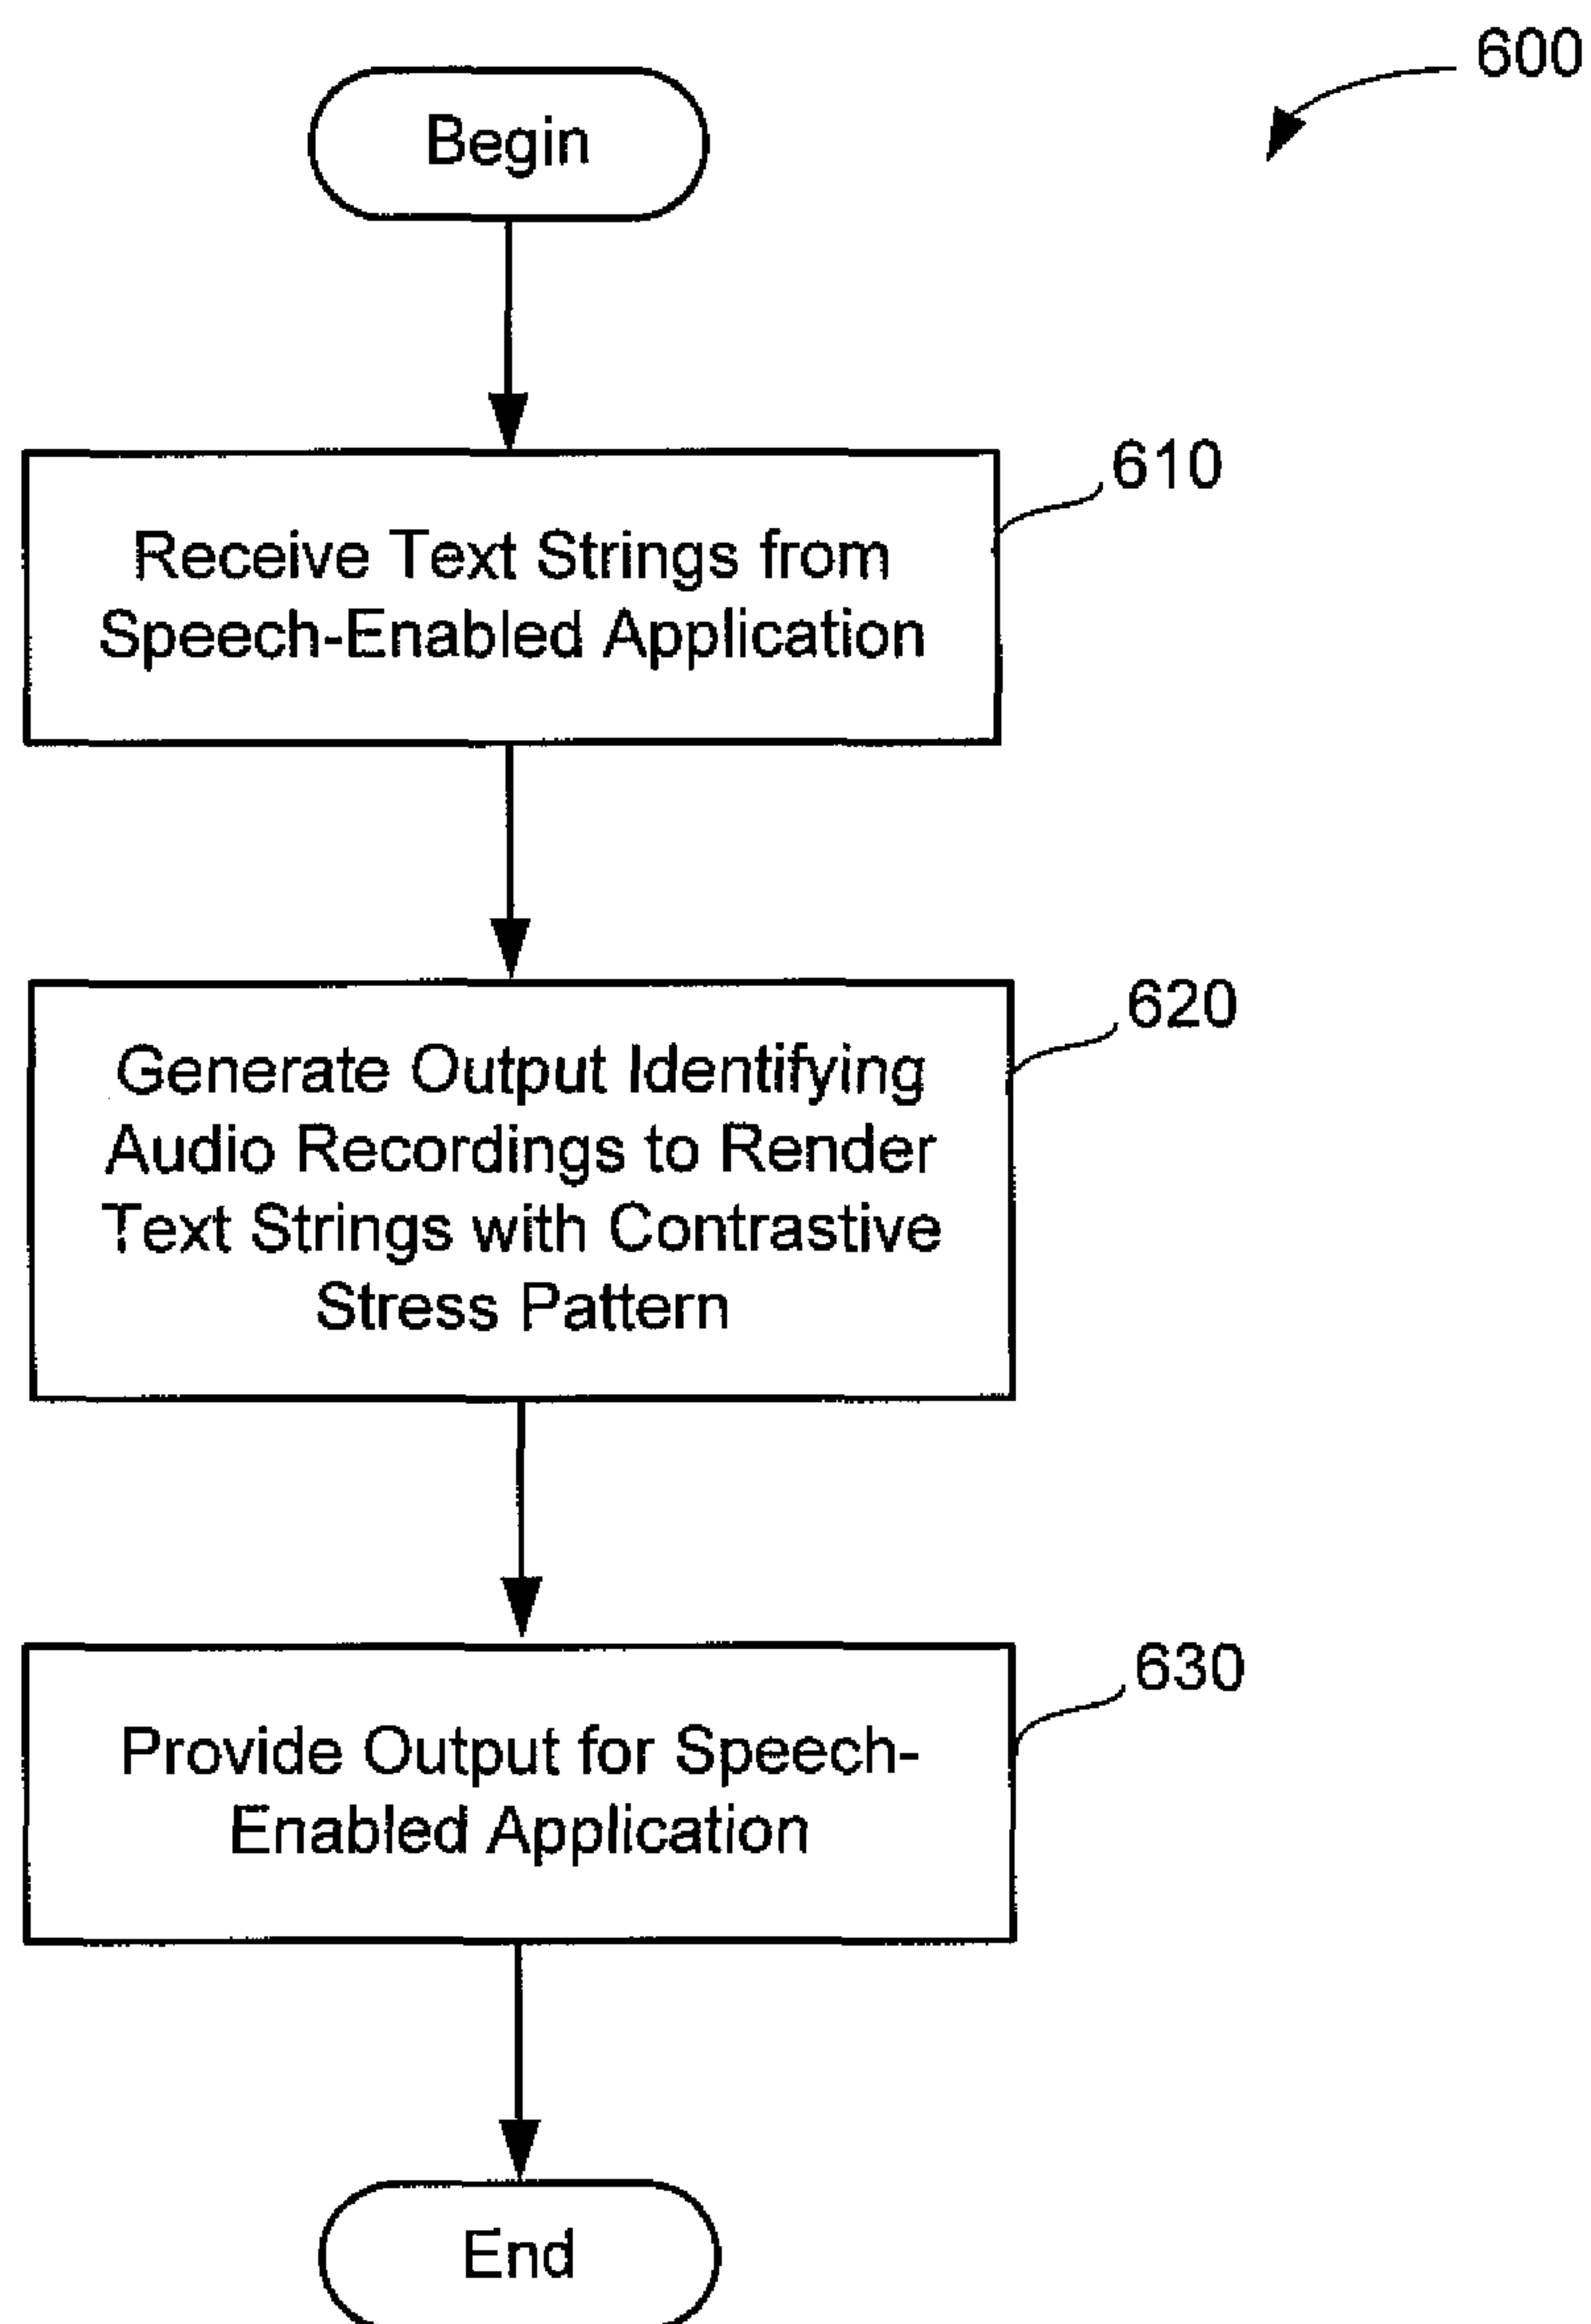 600
Begin
610
Receive Text Strings from
Speech-Enabled Application
620
Generate Output Identifying
Audio Recordings to Render
Text Strings with Contrastive
Stress Pattern
630
Provide Output for Speech-
Enabled Application
End